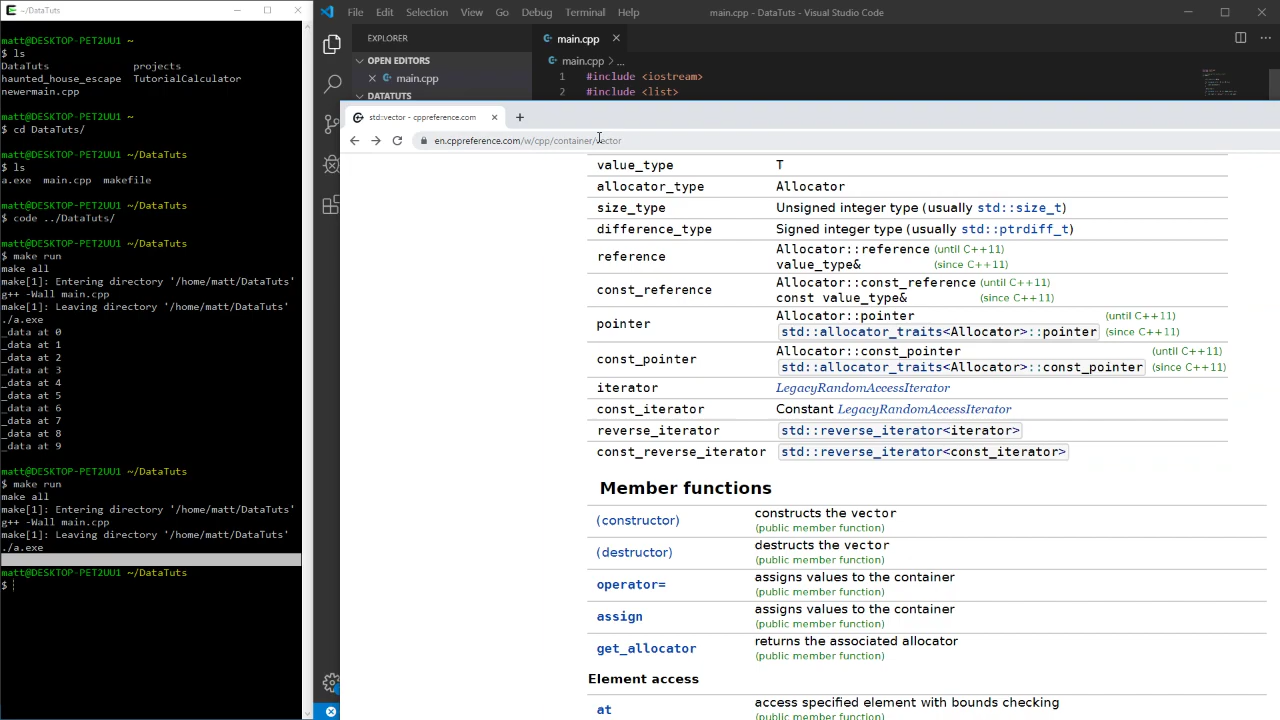 ~/DataTuts
matt@DESKTOP-PET2UU1 ~
$ ls
DataTuts projects
haunted_house_escape TutorialCalculator
newermain.cpp
matt@DESKTOP-PET2UU1 ~
$ cd DataTuts/
matt@DESKTOP-PET2UU1 ~/DataTuts
$ ls
a.exe main.cpp makefile
matt@DESKTOP-PET2UU1 ~/DataTuts
$ code ../DataTuts/
matt@DESKTOP-PET2UU1 ~/DataTuts
$ make run
make all
make[1]: Entering directory '/home/matt/DataTuts'
g++ -Wall main.cpp
make[1]: Leaving directory '/home/matt/DataTuts'
./a.exe
_data at 0
_data at 1
_data at 2
_data at 3
_data at 4
_data at 5
_data at 6
_data at 7
_data at 8
_data at 9
matt@DESKTOP-PET2UU1 ~/DataTuts
$ make run
make all
make[1]: Entering directory '/home/matt/DataTuts'
g++ -Wall main.cpp
make[1]: Leaving directory '/home/matt/DataTuts'
./a.exe
matt@DESKTOP-PET2UU1 ~/DataTuts
$
File Edit Selection View Go Debug Terminal Help main.cpp - DataTuts - Visual Studio Code
EXPLORER
OPEN EDITORS
main.cpp
DATATUTS
main.cpp
main.cpp > ...
1 #include <iostream>
2 #include <list>
std::vector - cppreference.com
en.cppreference.com/w/cpp/container/vector
value_type T
allocator_type Allocator
size_type Unsigned integer type (usually std::size_t)
difference_type Signed integer type (usually std::ptrdiff_t)
reference Allocator::reference (until C++11)
value_type& (since C++11)
const_reference Allocator::const_reference (until C++11)
const value_type& (since C++11)
pointer Allocator::pointer (until C++11)
std::allocator_traits<Allocator>::pointer (since C++11)
const_pointer Allocator::const_pointer (until C++11)
std::allocator_traits<Allocator>::const_pointer (since C++11)
iterator LegacyRandomAccessIterator
const_iterator Constant LegacyRandomAccessIterator
reverse_iterator std::reverse_iterator<iterator>
const_reverse_iterator std::reverse_iterator<const_iterator>
Member functions
(constructor) constructs the vector
(public member function)
(destructor) destructs the vector
(public member function)
operator= assigns values to the container
(public member function)
assign assigns values to the container
(public member function)
get_allocator returns the associated allocator
(public member function)
Element access
at access specified element with bounds checking
(public member function)